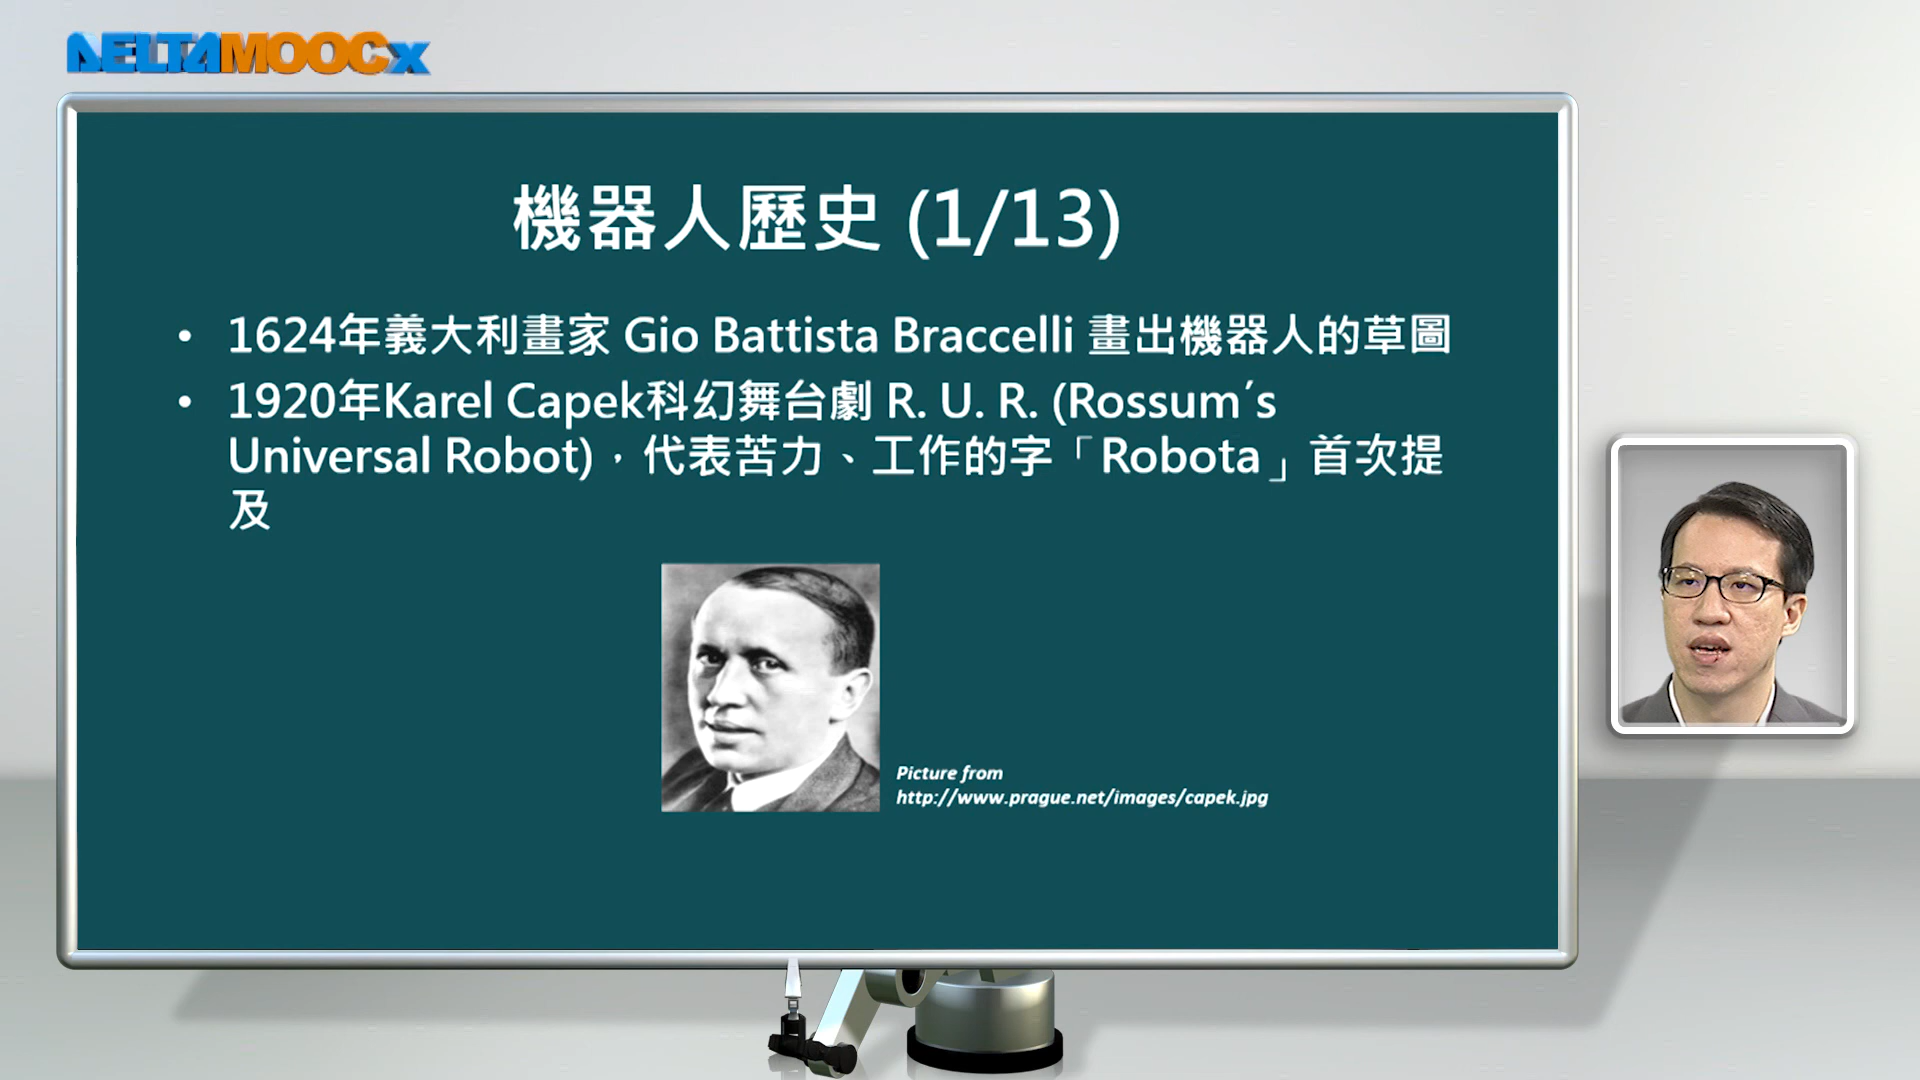 DELTAMOOCx
機器人歷史 (1/13)
• 1624年義大利畫家 Gio Battista Braccelli 畫出機器人的草圖
• 1920年Karel Capek科幻舞台劇 R. U. R. (Rossum´s
Universal Robot)，代表苦力、工作的字「Robota」首次提
及
Picture from
http://www.prague.net/images/capek.jpg